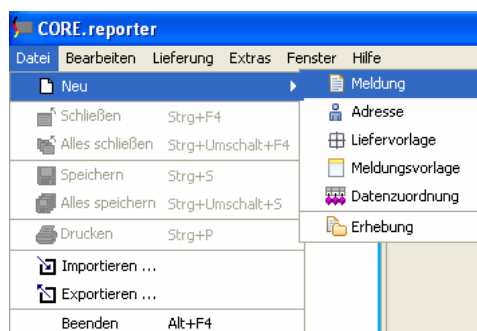 CORE.reporter
Datei Bearbeiten Lieferung Extras Fenster Hilfe
Neu
Schließen Strg+F4
Alles schließen Strg+Umschalt+F4
Speichern Strg+S
Alles speichern Strg+Umschalt+S
Drucken Strg+P
Importieren ...
Exportieren ...
Beenden Alt+F4
Meldung
Adresse
Liefervorlage
Meldungsvorlage
Datenzuordnung
Erhebung